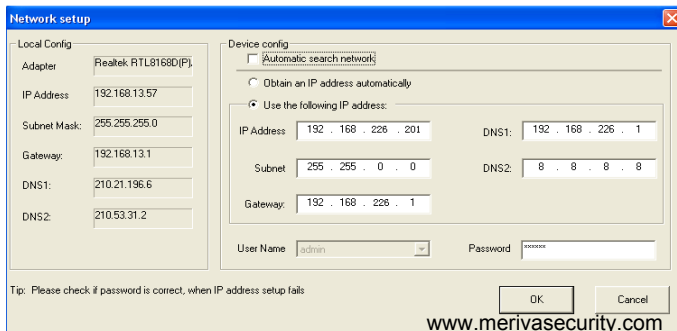 Network setup
Local Config
Adapter Realtek RTL8168D(P),
IP Address 192.168.13.57
Subnet Mask: 255.255.255.0
Gateway: 192.168.13.1
DNS1: 210.21.196.6
DNS2: 210.53.31.2
Device config
Automatic search network
Obtain an IP address automatically
Use the following IP address:
IP Address 192 . 168 . 226 . 201 DNS1: 192 . 168 . 226 . 1
Subnet 255 . 255 . 0 . 0 DNS2: 8 . 8 . 8 . 8
Gateway: 192 . 168 . 226 . 1
User Name admin Password ******
Tip: Please check if password is correct, when IP address setup fails
OK Cancel
www.merivasecurity.com